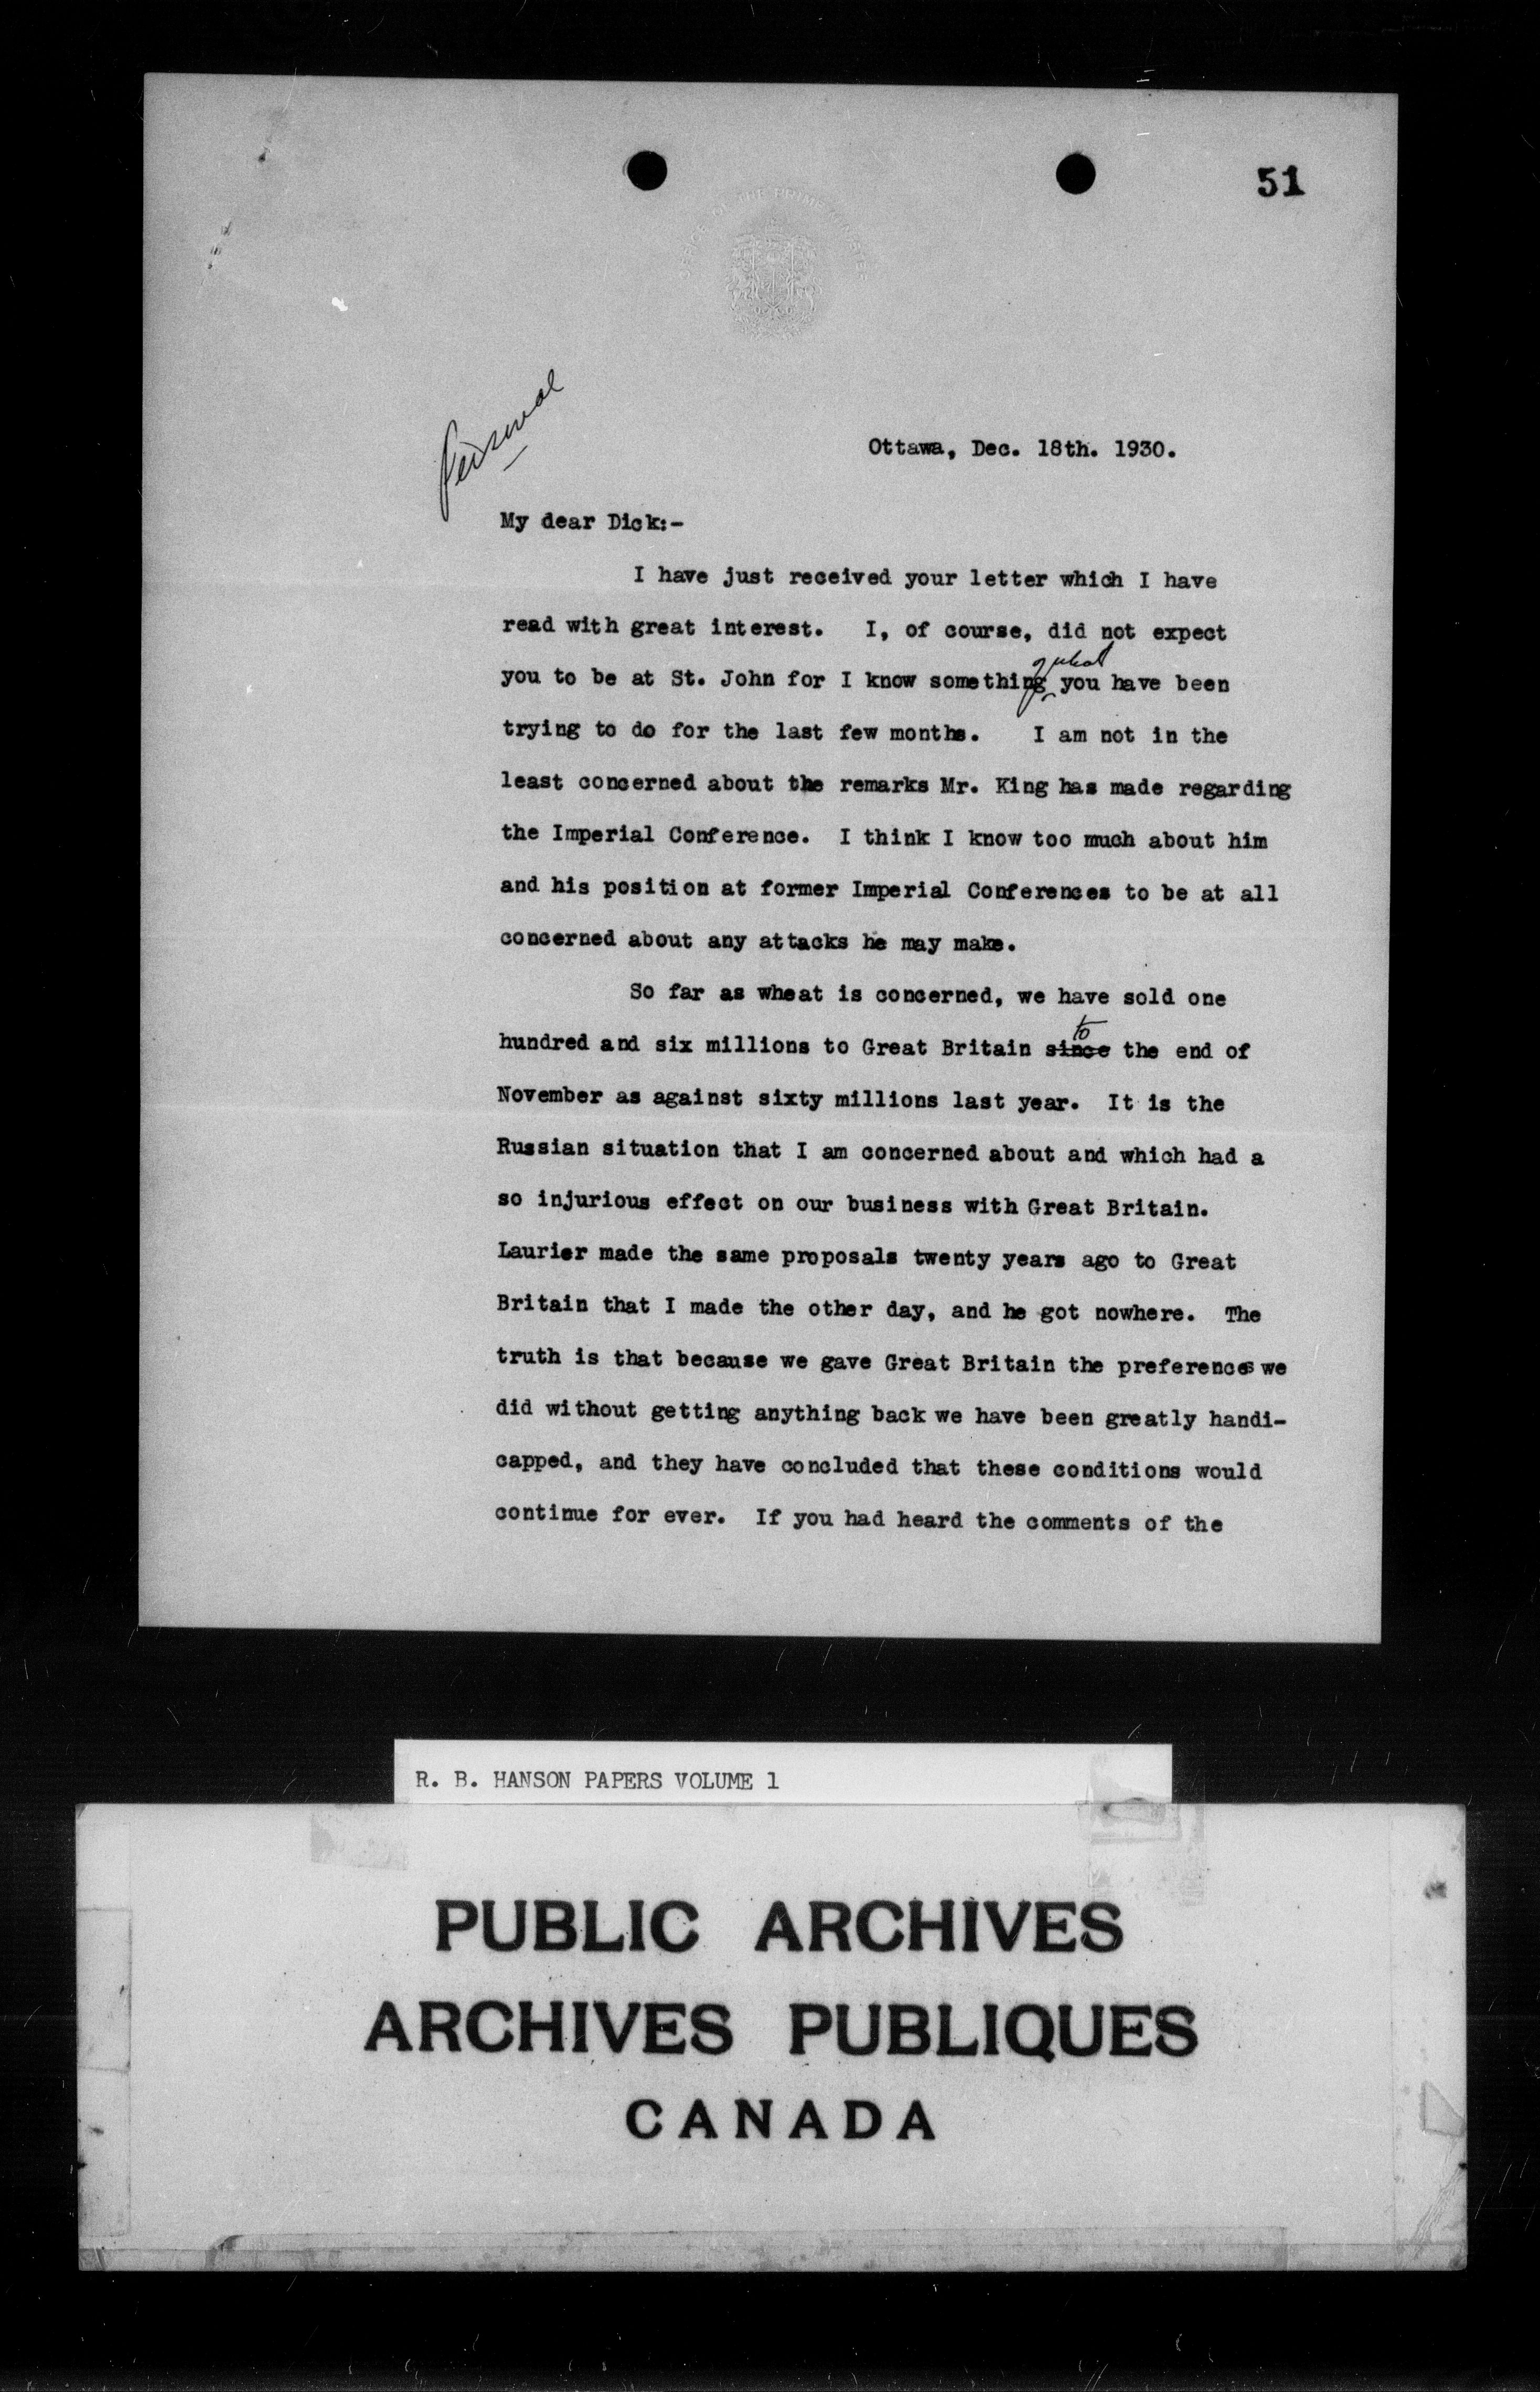 51
OFFICE OF THE PRIME MINISTER
Personal
Ottawa, Dec. 18th. 1930.
My dear Dick:-
I have just received your letter which I have
read with great interest. I, of course, did not expect
of what
you to be at St. John for I know something you have been
trying to do for the last few months. I am not in the
least concerned about the remarks Mr. King has made regarding
the Imperial Conference. I think I know too much about him
and his position at former Imperial Conferences to be at all
concerned about any attacks he may make.
So far as wheat is concerned, we have sold one
to
hundred and six millions to Great Britain since the end of
November as against sixty millions last year. It is the
Russian situation that I am concerned about and which had a
so injurious effect on our business with Great Britain.
Laurier made the same proposals twenty years ago to Great
Britain that I made the other day, and he got nowhere. The
truth is that because we gave Great Britain the preferences we
did without getting anything back we have been greatly handi-
capped, and they have concluded that these conditions would
continue for ever. If you had heard the comments of the
R. B. HANSON PAPERS VOLUME 1
PUBLIC ARCHIVES
ARCHIVES PUBLIQUES
CANADA